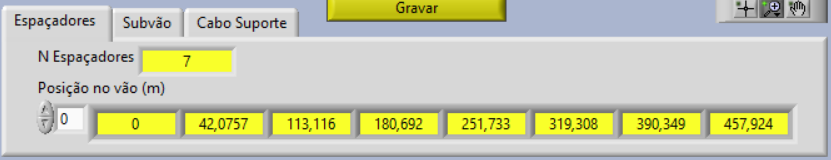 Gravar
Espaçadores Subvão Cabo Suporte
N Espaçadores 7
Posição no vão (m)
0 0 42,0757 113,116 180,692 251,733 319,308 390,349 457,924